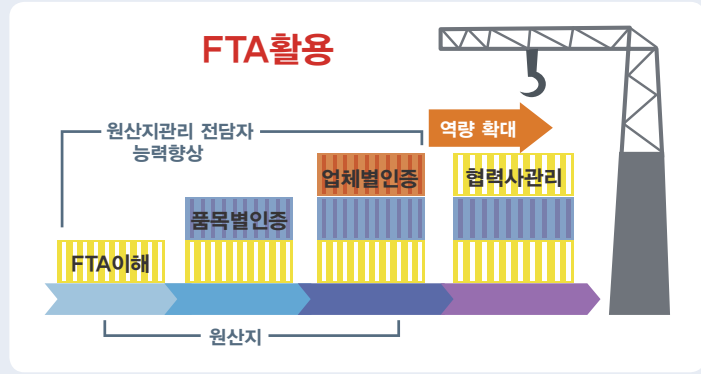 FTA활용
원산지관리 전담자
능력향상
역량 확대
업체별인증
협력사관리
품목별인증
FTA이해
원산지